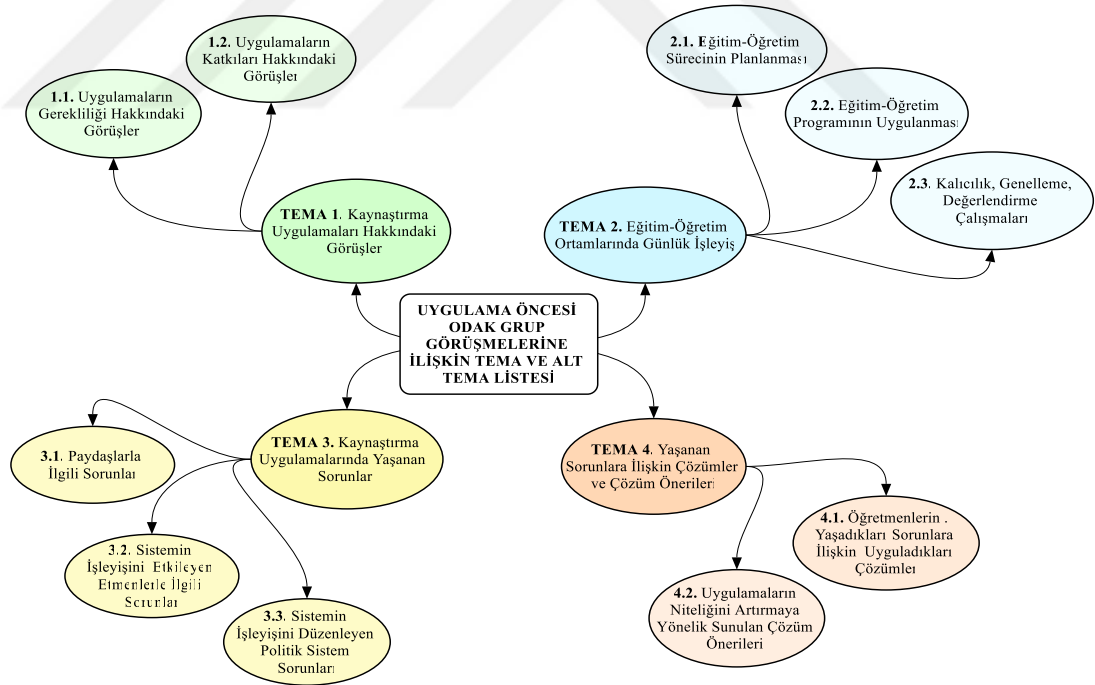 1.2. Uygulamaların
Katkıları Hakkındaki
Görüşler
1.1. Uygulamaların
Gerekliliği Hakkındaki
Görüşler
TEMA 1. Kaynaştırma
Uygulamaları Hakkındaki
Görüşler
2.1. Eğitim-Öğretim
Sürecinin Planlanması
2.2. Eğitim-Öğretim
Programının Uygulanması
2.3. Kalıcılık, Genelleme,
Değerlendirme
Çalışmaları
TEMA 2. Eğitim-Öğretim
Ortamlarında Günlük İşleyiş
UYGULAMA ÖNCESİ
ODAK GRUP
GÖRÜŞMELERİNE
İLİŞKİN TEMA VE ALT
TEMA LİSTESİ
TEMA 3. Kaynaştırma
Uygulamalarında Yaşanan
Sorunlar
3.1. Paydaşlarla
İlgili Sorunlar
3.2. Sistemin
İşleyişini Etkileyen
Etmenlerle İlgili
Sorunlar
3.3. Sistemin
İşleyişini Düzenleyen
Politik Sistem
Sorunları
TEMA 4. Yaşanan
Sorunlara İlişkin Çözümler
ve Çözüm Önerileri
4.1. Öğretmenlerin .
Yaşadıkları Sorunlara
İlişkin Uyguladıkları
Çözümler
4.2. Uygulamaların
Niteliğini Artırmaya
Yönelik Sunulan Çözüm
Önerileri